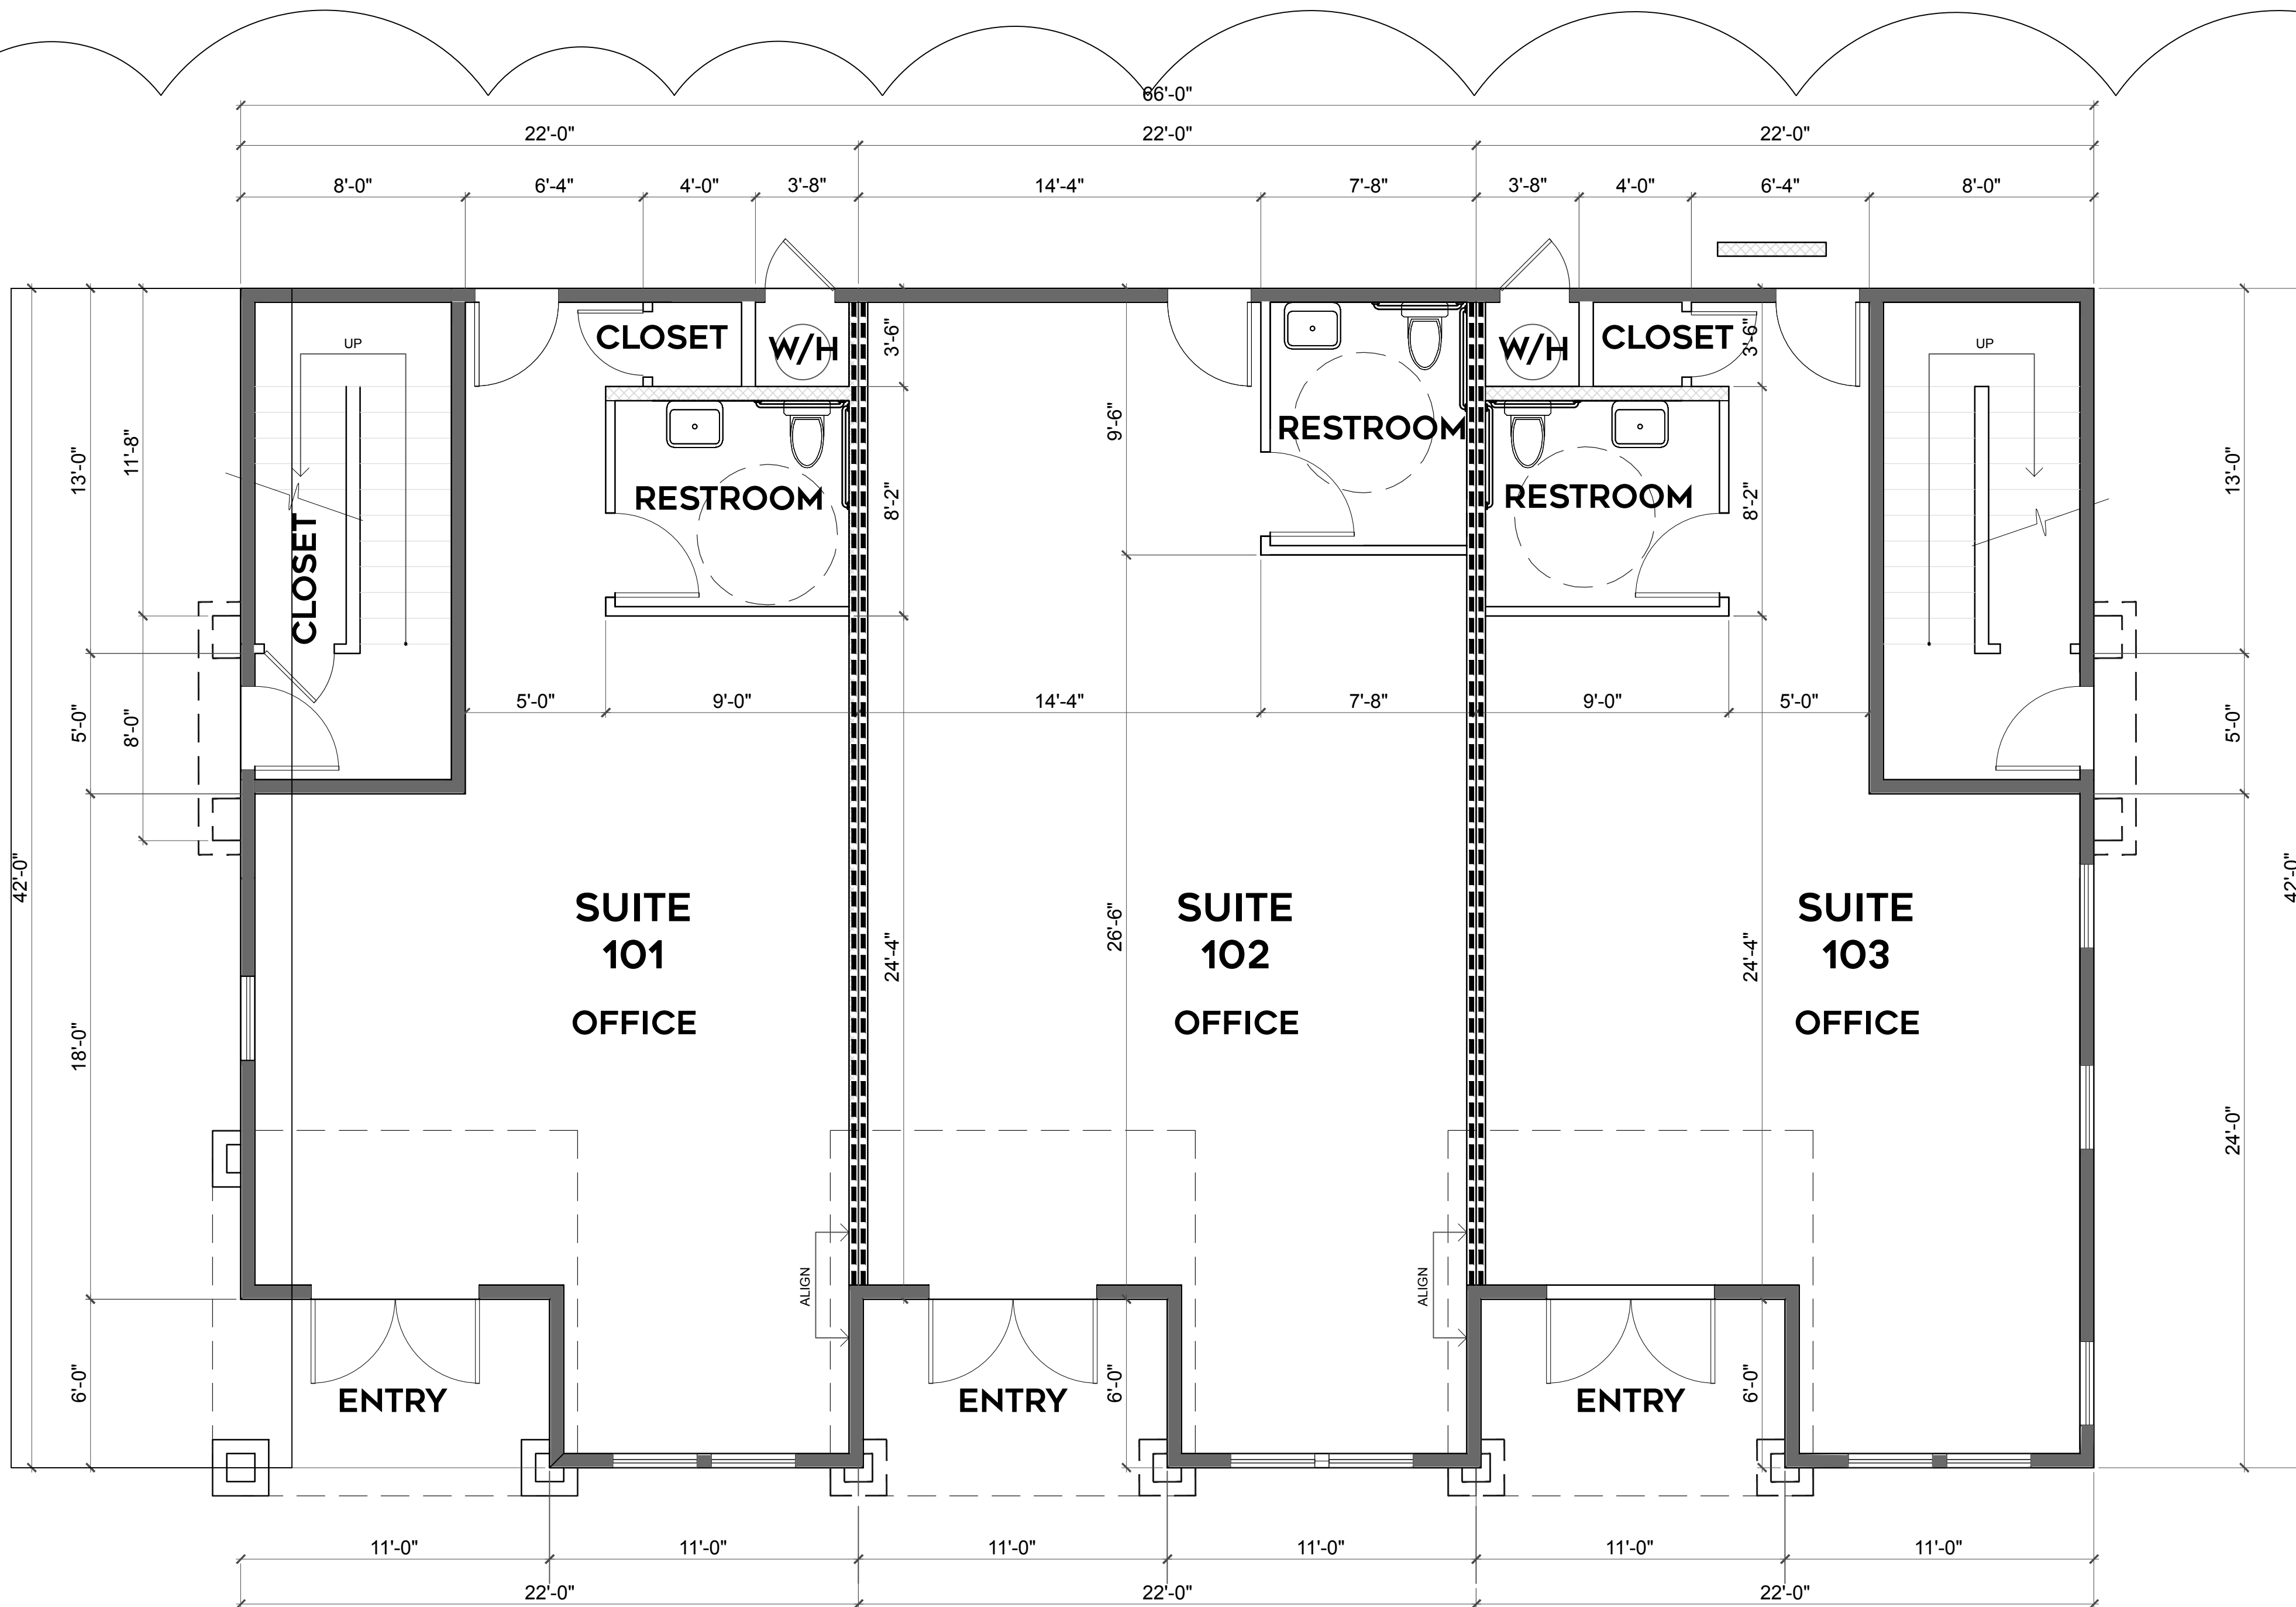 66'-0"
22'-0" 22'-0" 22'-0"
8'-0" 6'-4" 4'-0" 3'-8" 14'-4" 7'-8" 3'-8" 4'-0" 6'-4" 8'-0"
UP
CLOSET
W/H
3'-6"
W/H
CLOSET
3'-6"
UP
13'-0"
11'-8"
CLOSET
RESTROOM
8'-2"
9'-6"
RESTROOM
RESTROOM
8'-2"
13'-0"
5'-0"
8'-0"
5'-0" 9'-0" 14'-4" 7'-8" 9'-0" 5'-0"
5'-0"
42'-0"
SUITE
101
OFFICE
24'-4"
26'-6"
SUITE
102
OFFICE
24'-4"
SUITE
103
OFFICE
42'-0"
18'-0"
24'-0"
ALIGN
ALIGN
6'-0"
ENTRY
ENTRY
6'-0"
ENTRY
6'-0"
11'-0" 11'-0" 11'-0" 11'-0" 11'-0" 11'-0"
22'-0" 22'-0" 22'-0"